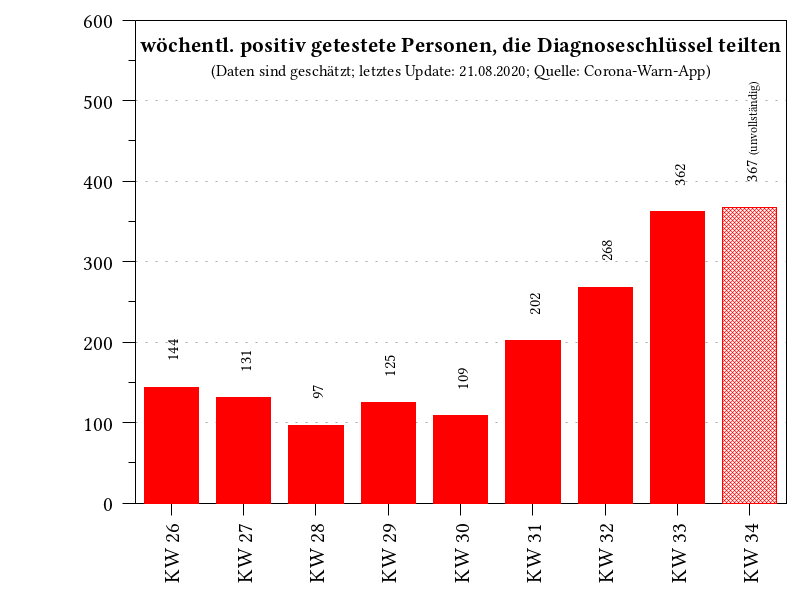 wöchentl. positiv getestete Personen, die Diagnoseschlüssel teilten
(Daten sind geschätzt; letztes Update: 21.08.2020; Quelle: Corona-Warn-App)
600
500
400
300
200
100
0
144
131
97
125
109
202
268
362
367 (unvollständig)
KW 26
KW 27
KW 28
KW 29
KW 30
KW 31
KW 32
KW 33
KW 34